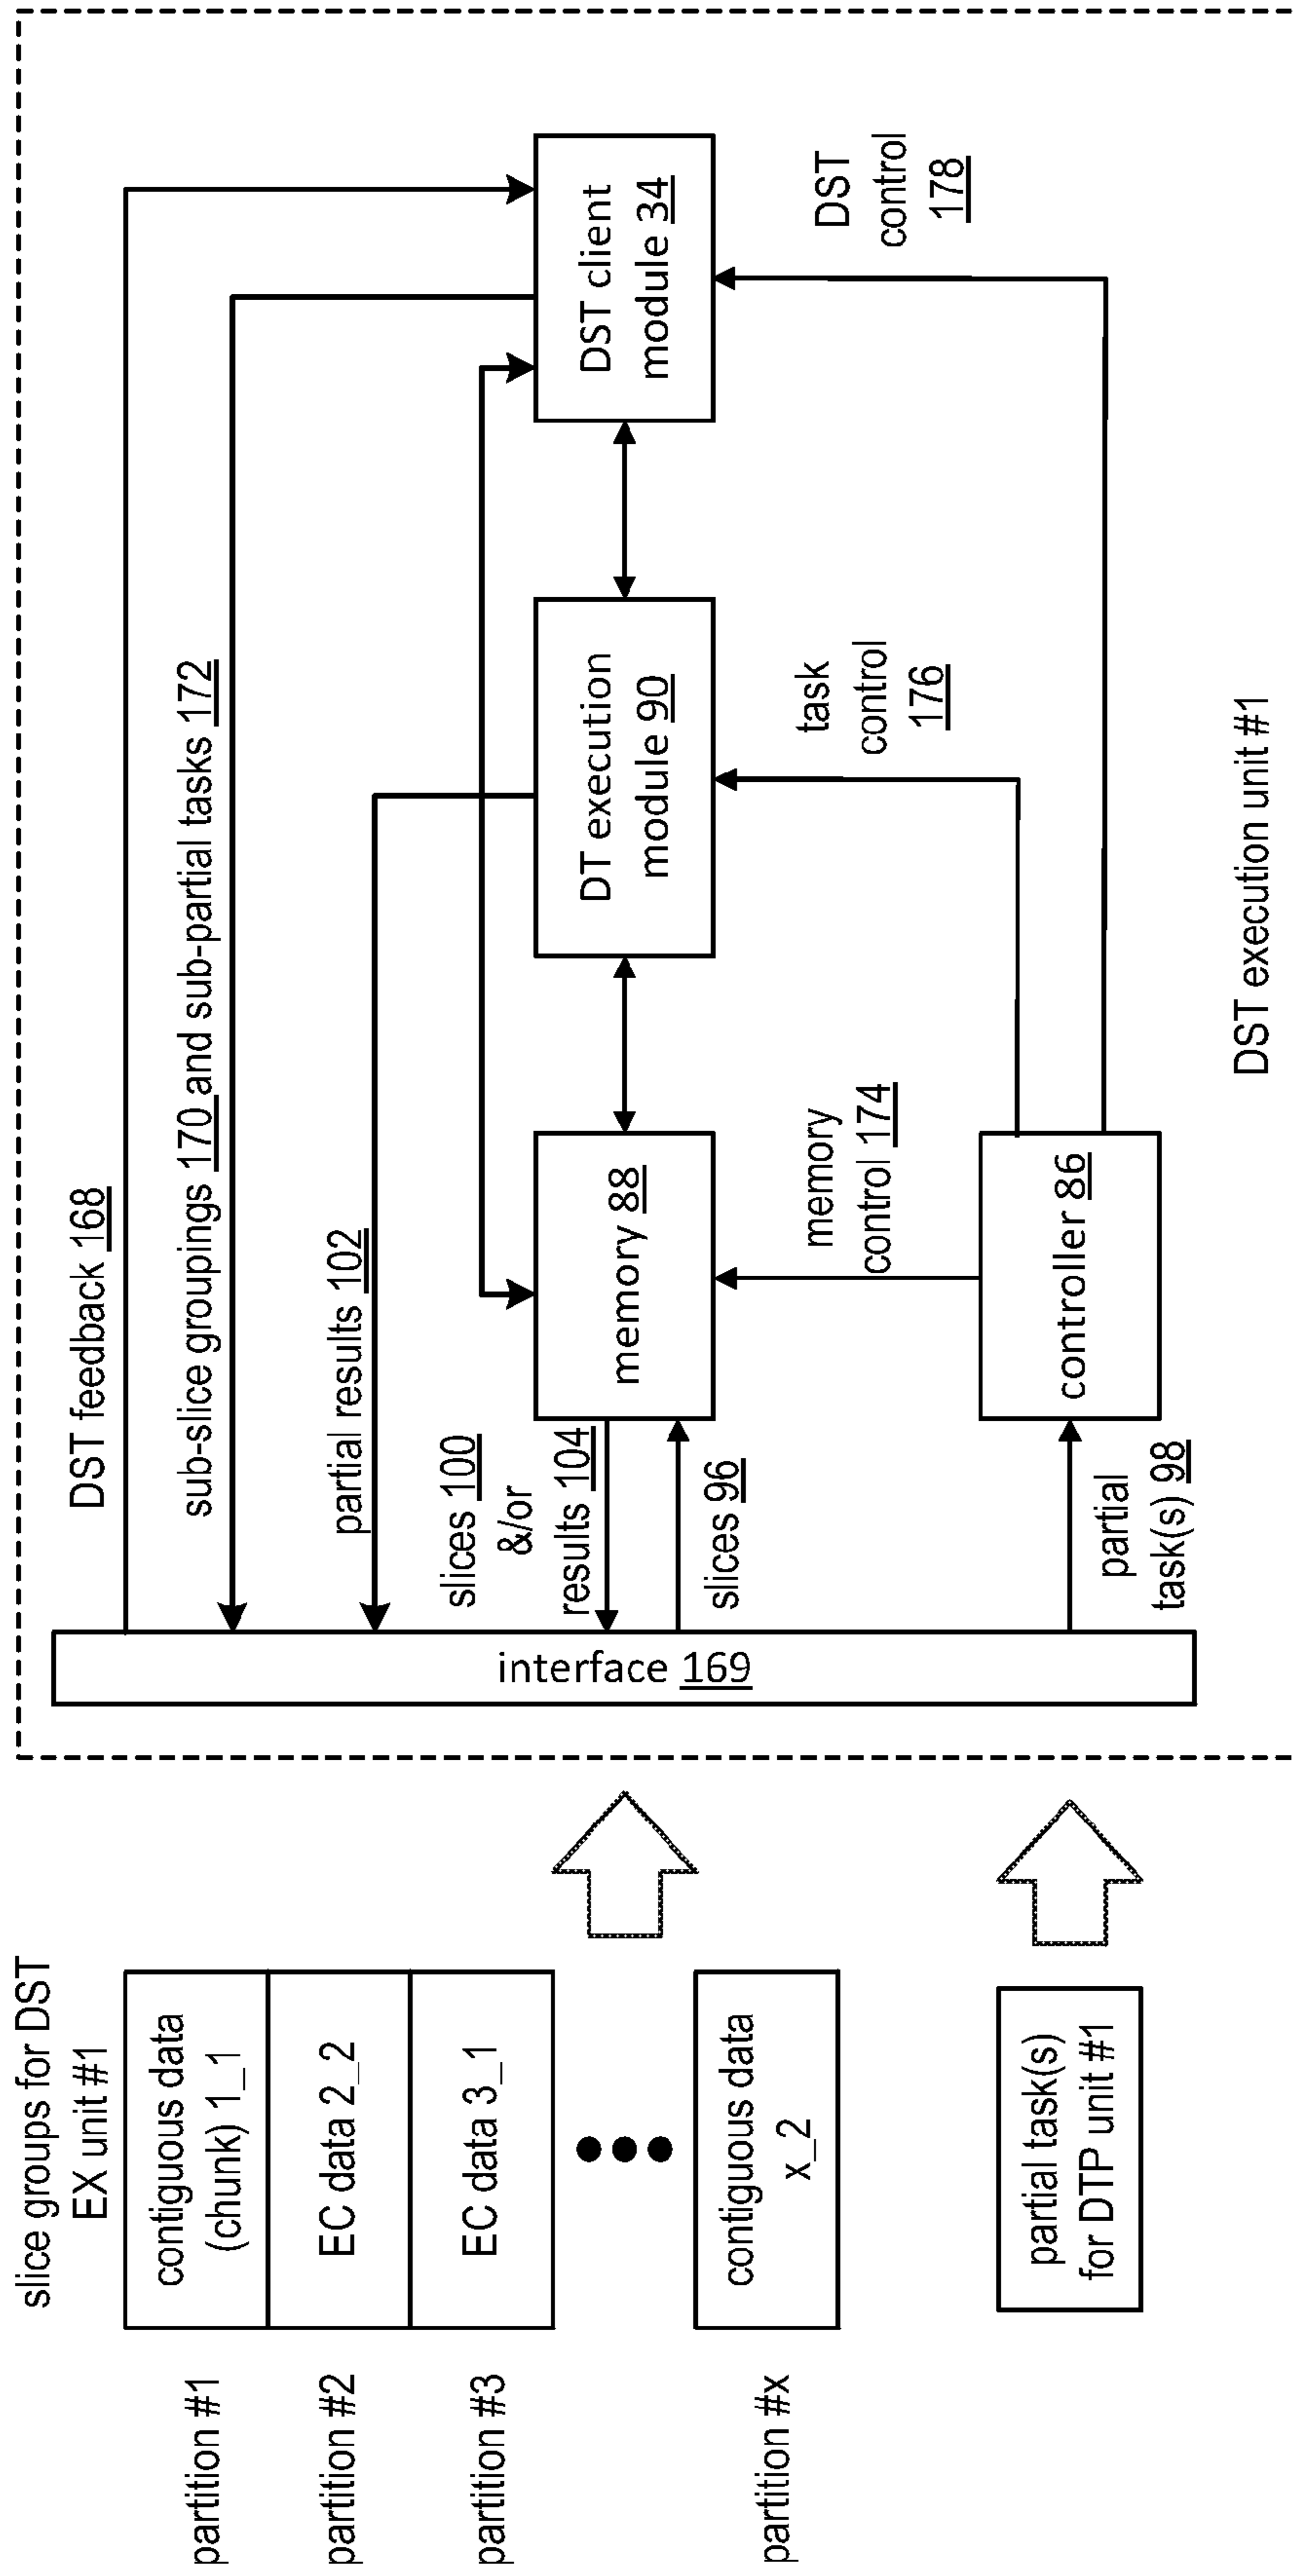 slice groups for DST
EX unit #1
partition #1
contiguous data
(chunk) 1_1
partition #2
EC data 2_2
partition #3
EC data 3_1
partition #x
contiguous data
x_2
partial task(s)
for DTP unit #1
interface 169
DST feedback 168
sub-slice groupings 170 and sub-partial tasks 172
partial results 102
slices 100
&/or
results 104
slices 96
partial
task(s) 98
memory 88
memory
control 174
controller 86
DT execution
module 90
task
control
176
DST client
module 34
DST
control
178
DST execution unit #1